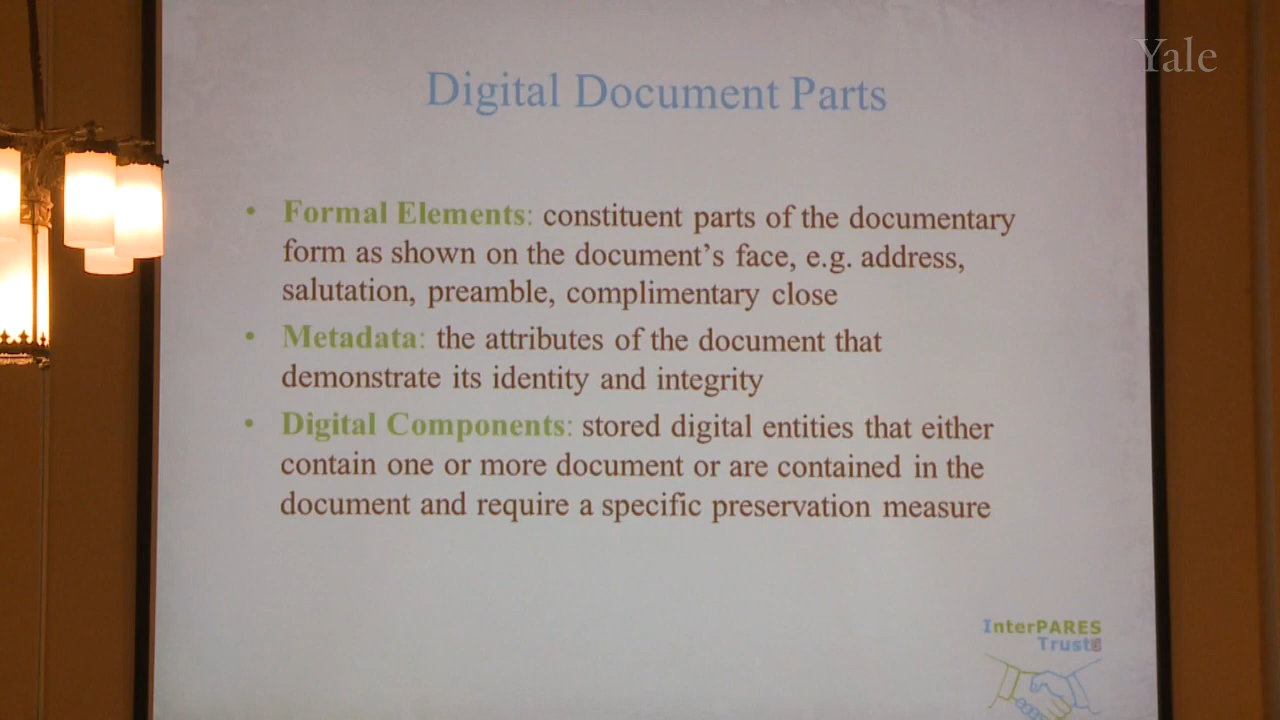 Yale
Digital Document Parts
• Formal Elements: constituent parts of the documentary
form as shown on the document's face, e.g. address,
salutation, preamble, complimentary close
• Metadata: the attributes of the document that
demonstrate its identity and integrity
• Digital Components: stored digital entities that either
contain one or more document or are contained in the
document and require a specific preservation measure
InterPARES
Trust